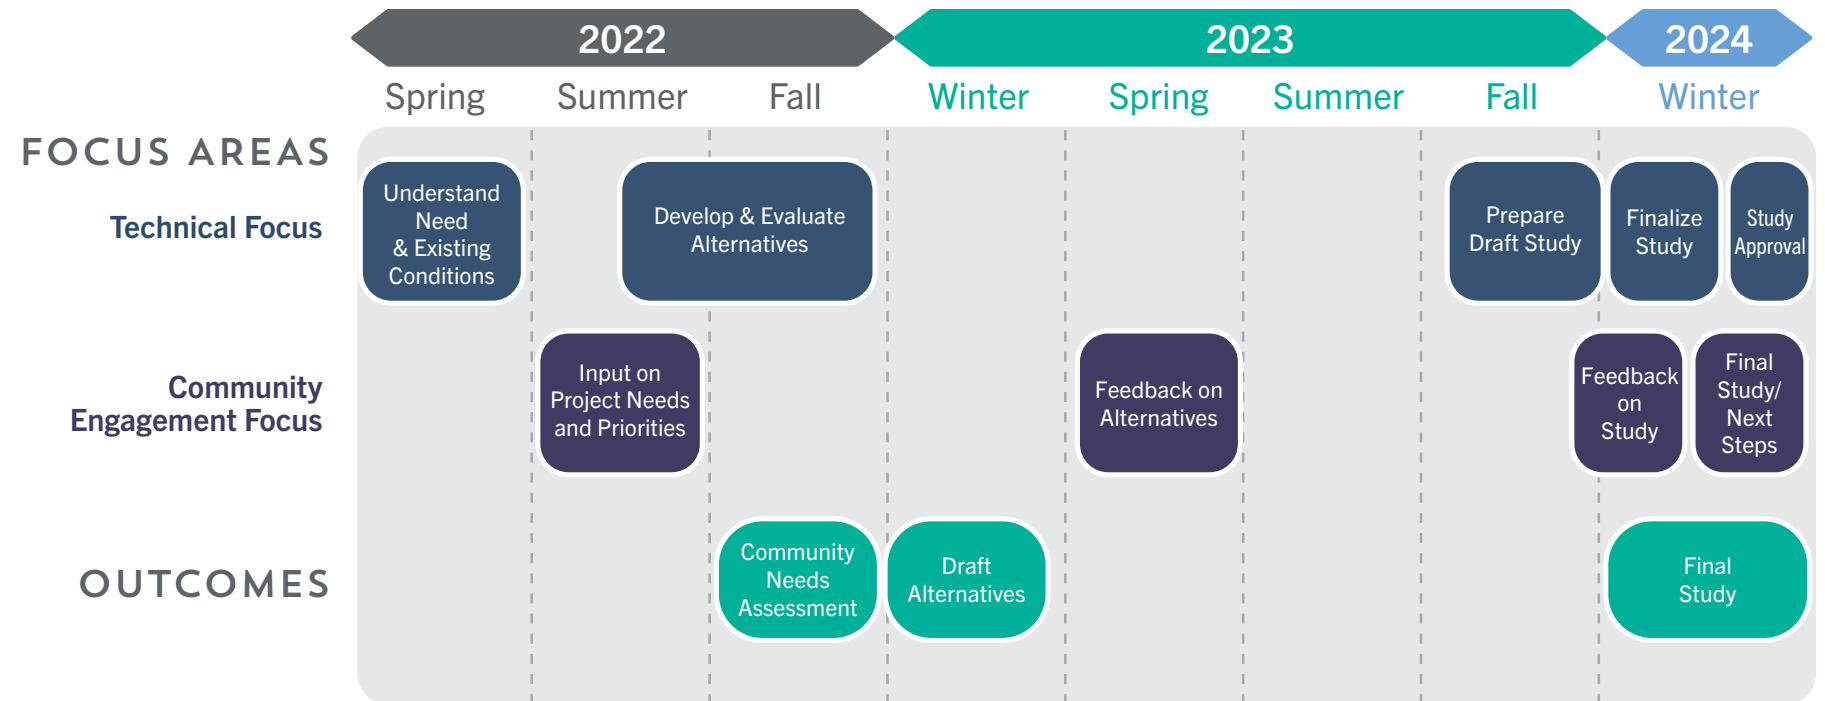 2022
2023
2024
Spring
Summer
Fall
Winter
Spring
Summer
Fall
Winter
FOCUS AREAS
Technical Focus
Understand
Need
& Existing
Conditions
Develop & Evaluate
Alternatives
Prepare
Draft Study
Finalize
Study
Study
Approval
Community
Engagement Focus
Input on
Project Needs
and Priorities
Feedback on
Alternatives
Feedback
on
Study
Final
Study/
Next
Steps
OUTCOMES
Community
Needs
Assessment
Draft
Alternatives
Final
Study